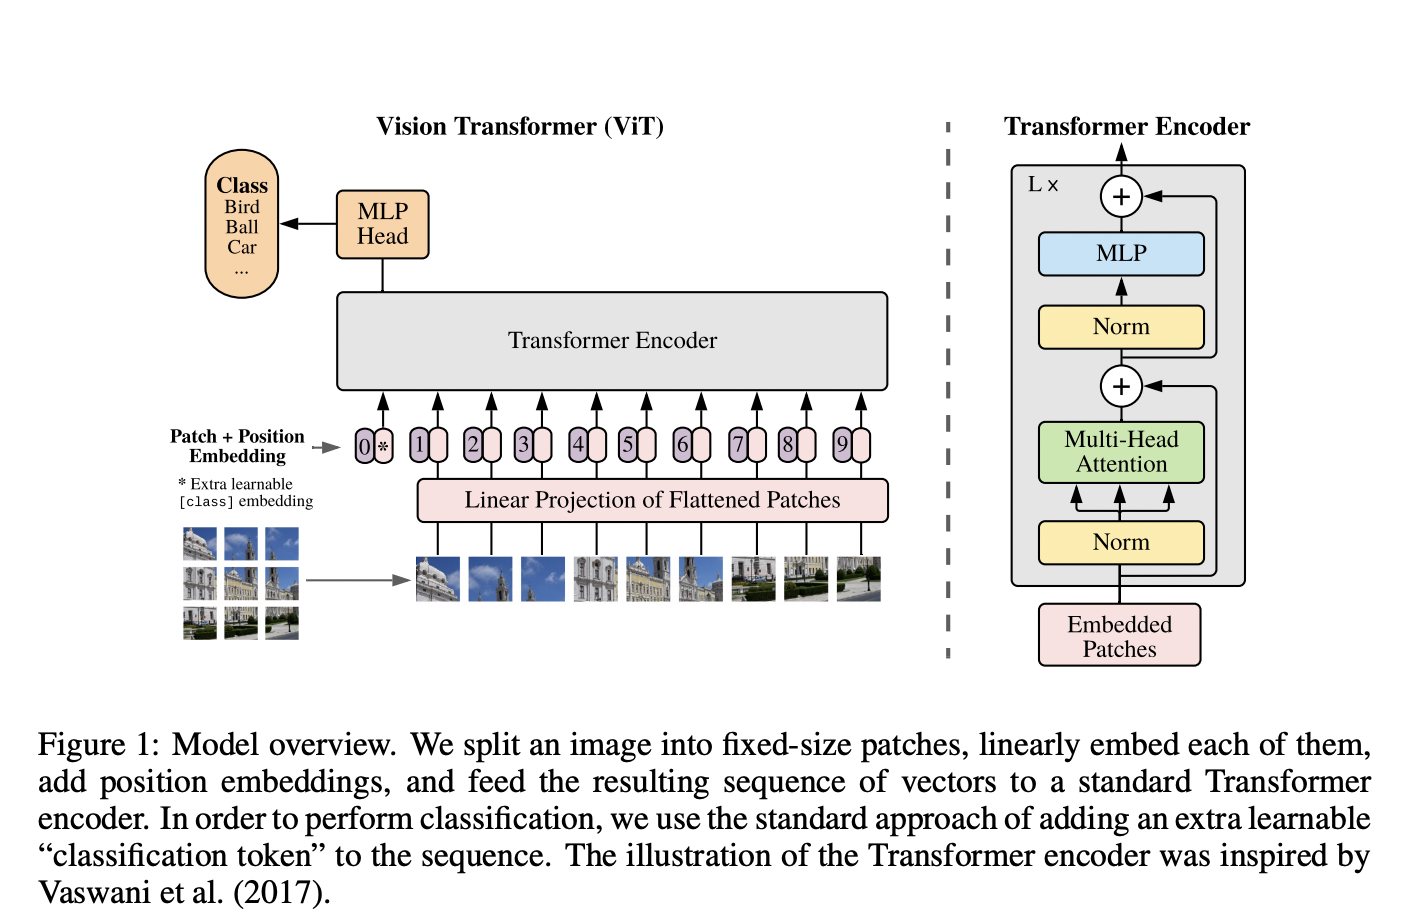 Vision Transformer (ViT)
Class
Bird
Ball
Car
...
MLP
Head
Transformer Encoder
Patch + Position
Embedding
0 * 1 2 3 4 5 6 7 8 9
* Extra learnable
[class] embedding
Linear Projection of Flattened Patches
Transformer Encoder
L x
+
MLP
Norm
+
Multi-Head
Attention
Norm
Embedded
Patches
Figure 1: Model overview. We split an image into fixed-size patches, linearly embed each of them,
add position embeddings, and feed the resulting sequence of vectors to a standard Transformer
encoder. In order to perform classification, we use the standard approach of adding an extra learnable
“classification token” to the sequence. The illustration of the Transformer encoder was inspired by
Vaswani et al. (2017).